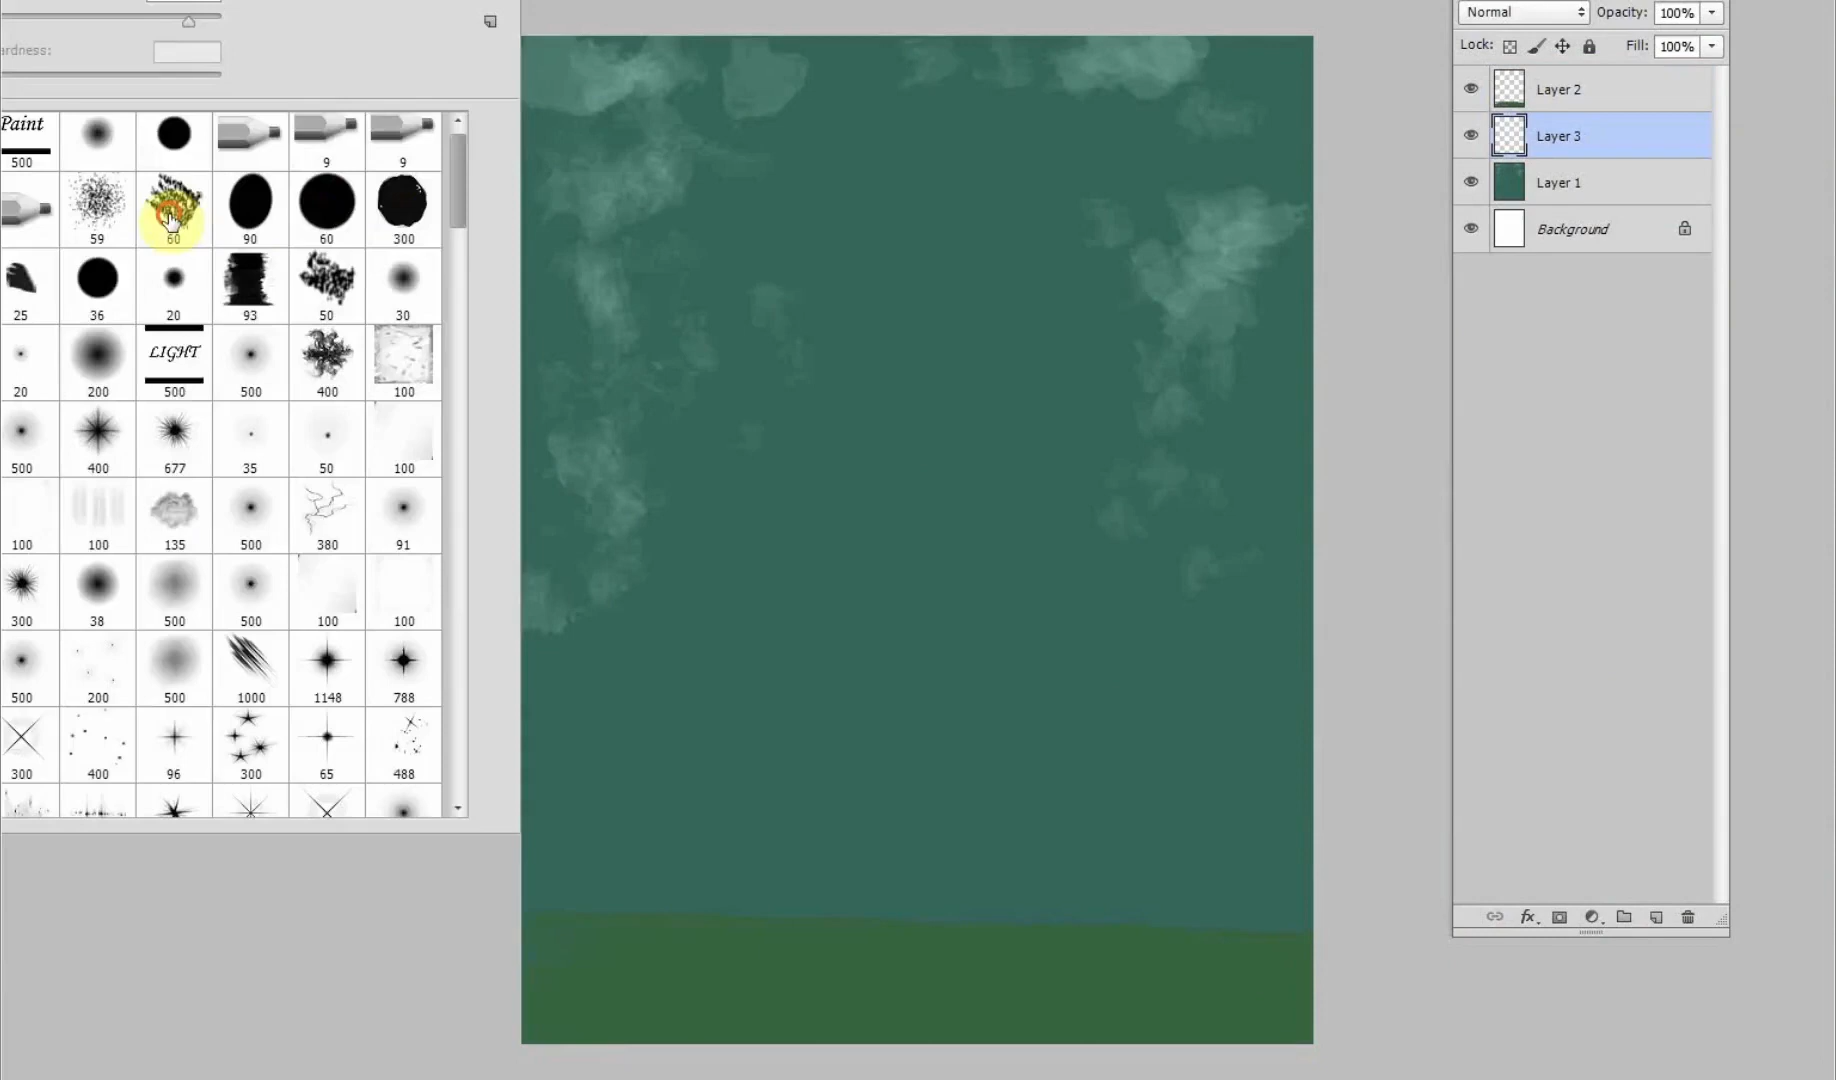 Normal Opacity: 100%
ardness:
Lock: Fill: 100%
Layer 2
Layer 3
Layer 1
Background
Paint
500 9 9
59 60 90 60 300
25 36 20 93 50 30
LIGHT
20 200 500 500 400 100
500 400 677 35 50 100
100 100 135 500 380 91
300 38 500 500 100 100
500 200 500 1000 1148 788
300 400 96 300 65 488
fx